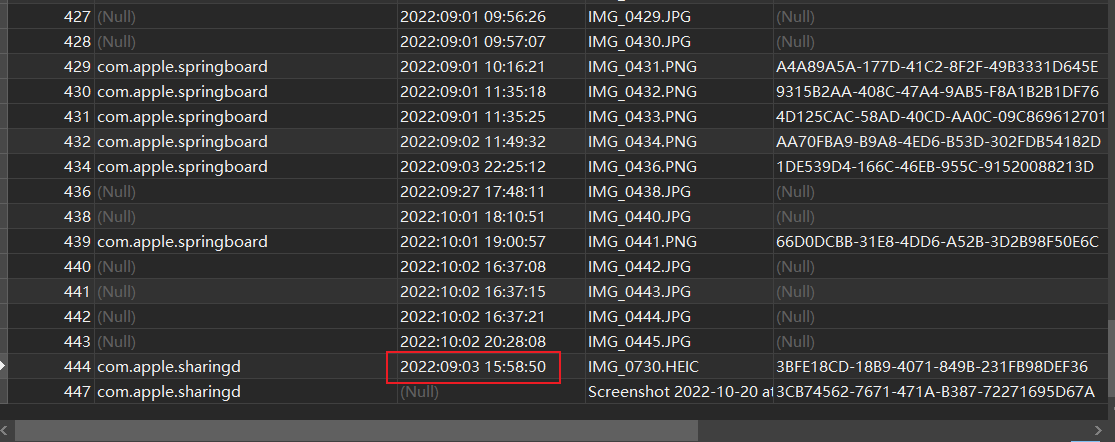 427 (Null) 2022:09:01 09:56:26 IMG_0429.JPG (Null)
428 (Null) 2022:09:01 09:57:07 IMG_0430.JPG (Null)
429 com.apple.springboard 2022:09:01 10:16:21 IMG_0431.PNG A4A89A5A-177D-41C2-8F2F-49B3331D645E
430 com.apple.springboard 2022:09:01 11:35:18 IMG_0432.PNG 9315B2AA-408C-47A4-9AB5-F8A1B2B1DF76
431 com.apple.springboard 2022:09:01 11:35:25 IMG_0433.PNG 4D125CAC-58AD-40CD-AA0C-09C869612701
432 com.apple.springboard 2022:09:02 11:49:32 IMG_0434.PNG AA70FBA9-B9A8-4ED6-B53D-302FDB54182D
434 com.apple.springboard 2022:09:03 22:25:12 IMG_0436.PNG 1DE539D4-166C-46EB-955C-91520088213D
436 (Null) 2022:09:27 17:48:11 IMG_0438.JPG (Null)
438 (Null) 2022:10:01 18:10:51 IMG_0440.JPG (Null)
439 com.apple.springboard 2022:10:01 19:00:57 IMG_0441.PNG 66D0DCBB-31E8-4DD6-A52B-3D2B98F50E6C
440 (Null) 2022:10:02 16:37:08 IMG_0442.JPG (Null)
441 (Null) 2022:10:02 16:37:15 IMG_0443.JPG (Null)
442 (Null) 2022:10:02 16:37:21 IMG_0444.JPG (Null)
443 (Null) 2022:10:02 20:28:08 IMG_0445.JPG (Null)
444 com.apple.sharingd 2022:09:03 15:58:50 IMG_0730.HEIC 3BFE18CD-18B9-4071-849B-231FB98DEF36
447 com.apple.sharingd (Null) Screenshot 2022-10-20 at 3CB74562-7671-471A-B387-72271695D67A